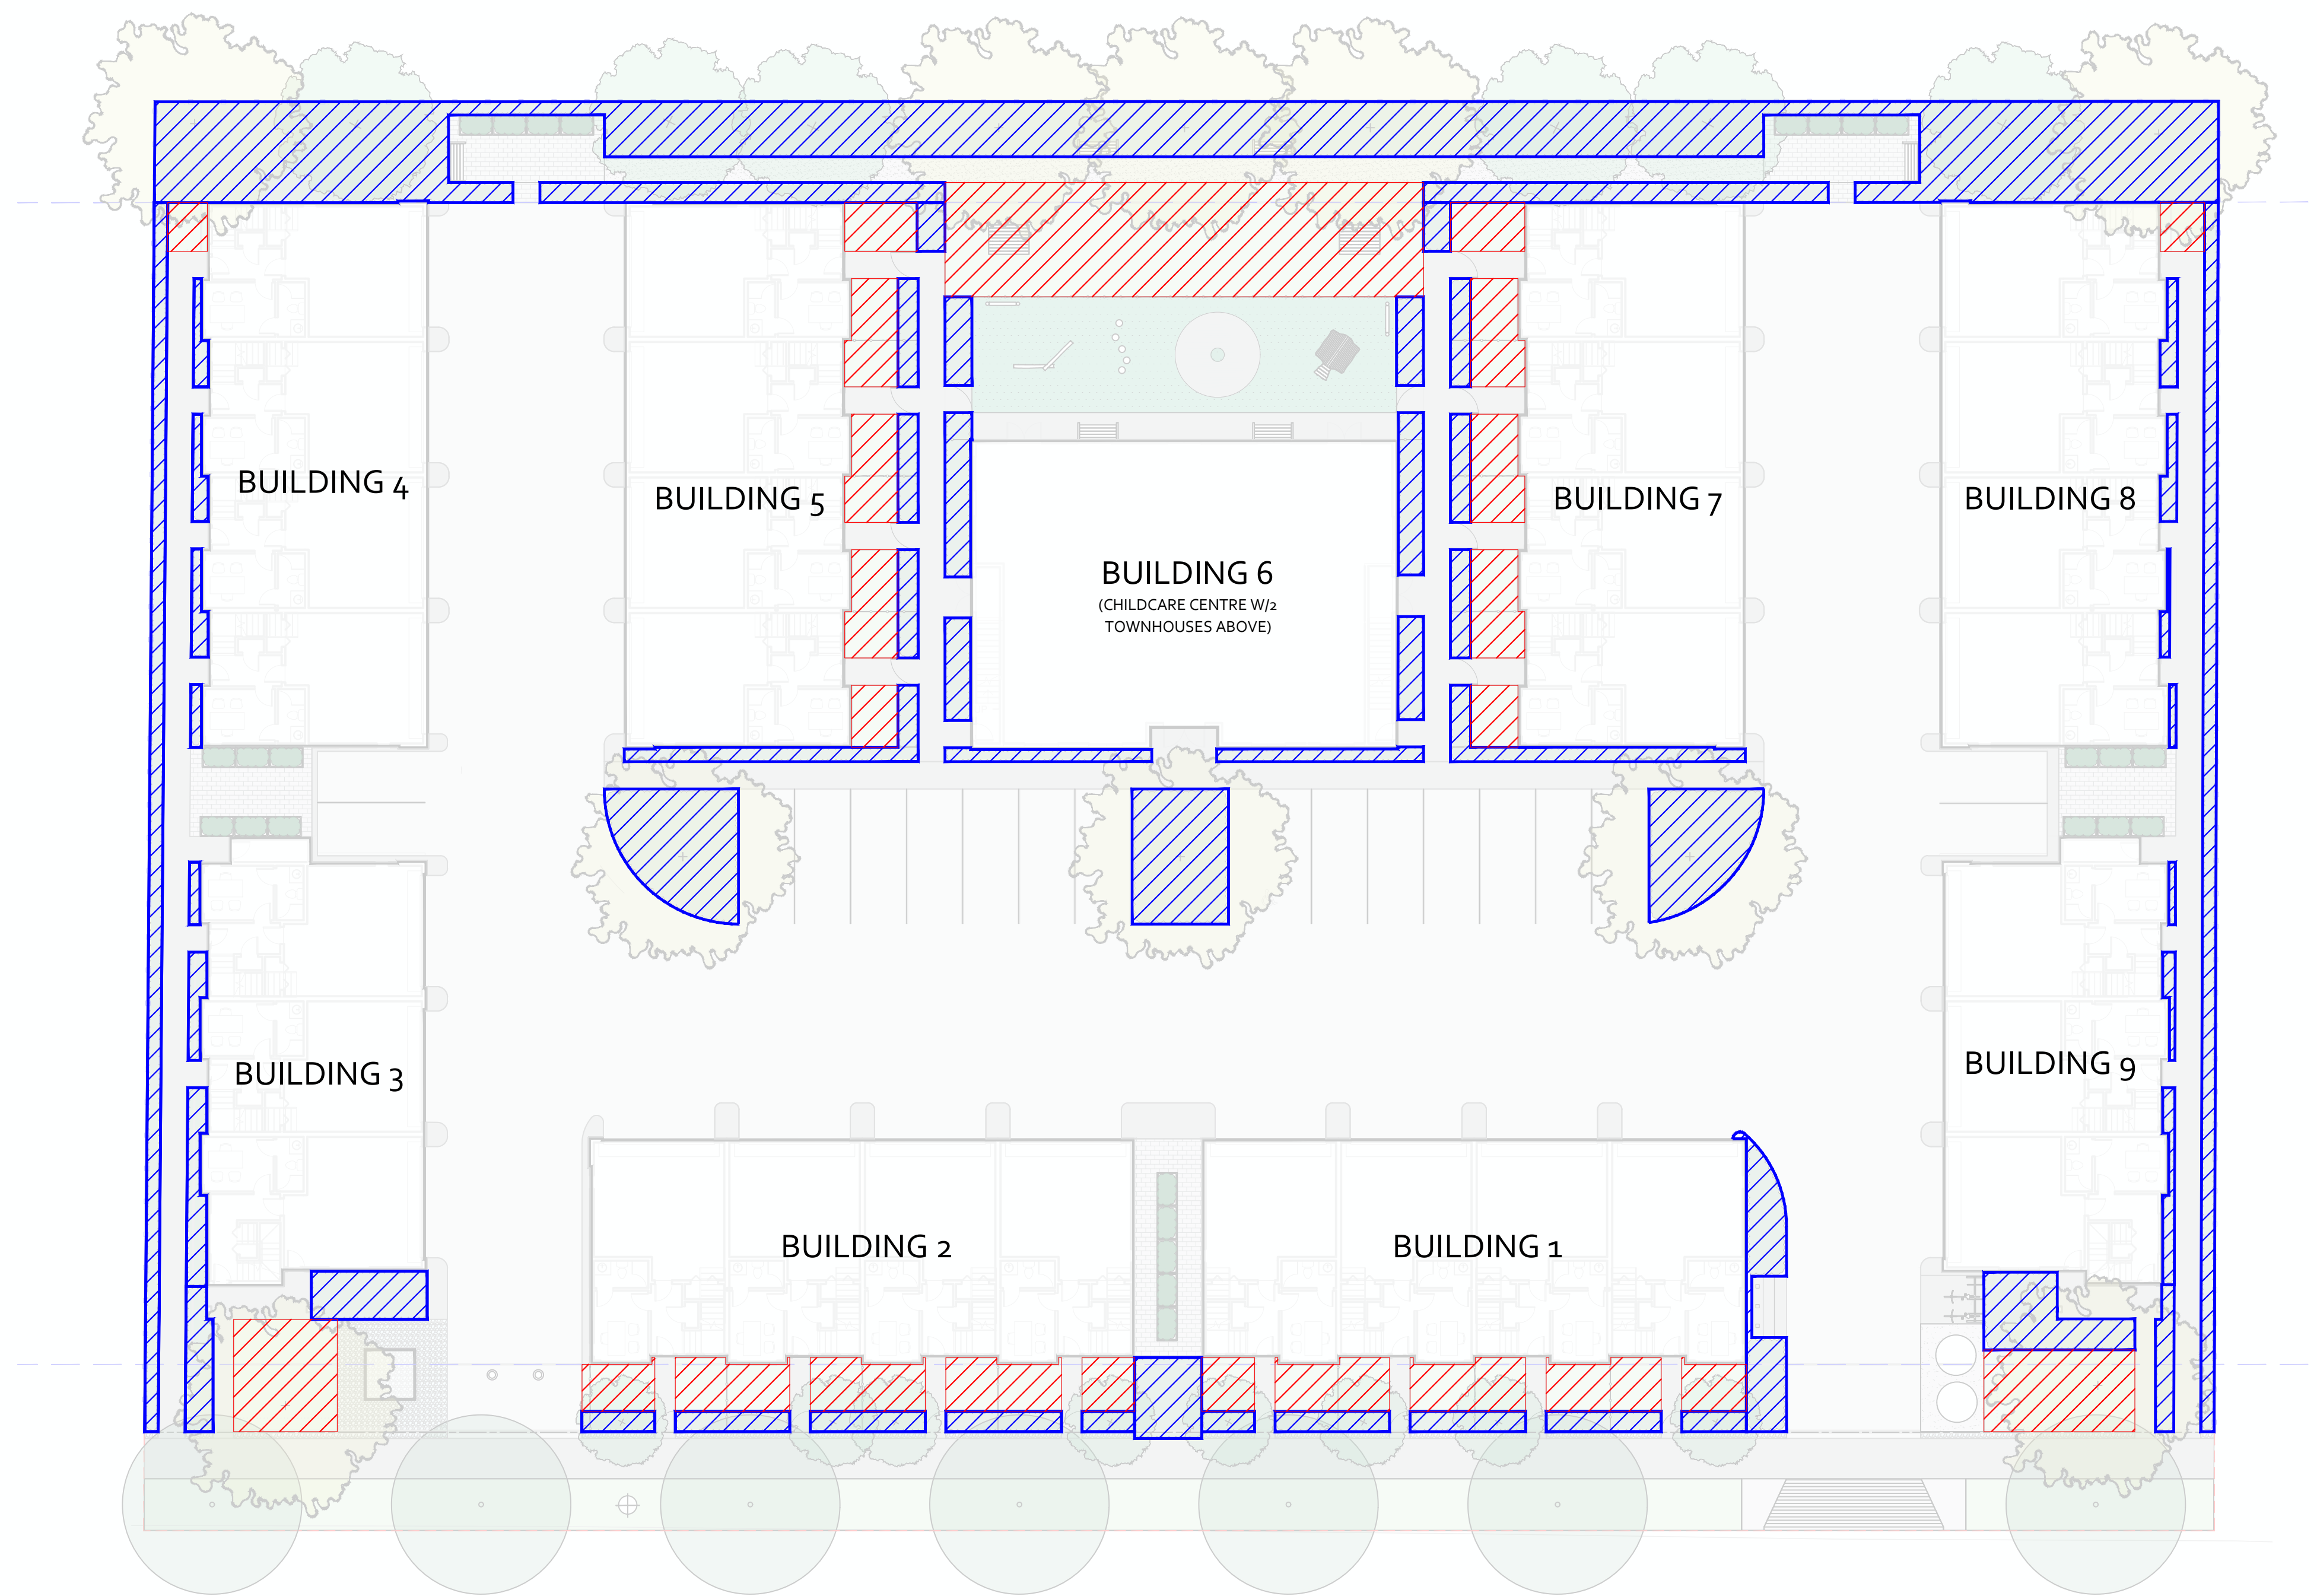 BUILDING 4
BUILDING 5
BUILDING 7
BUILDING 8
BUILDING 6
(CHILDCARE CENTRE W/2
TOWNHOUSES ABOVE)
BUILDING 3
BUILDING 9
BUILDING 2
BUILDING 1